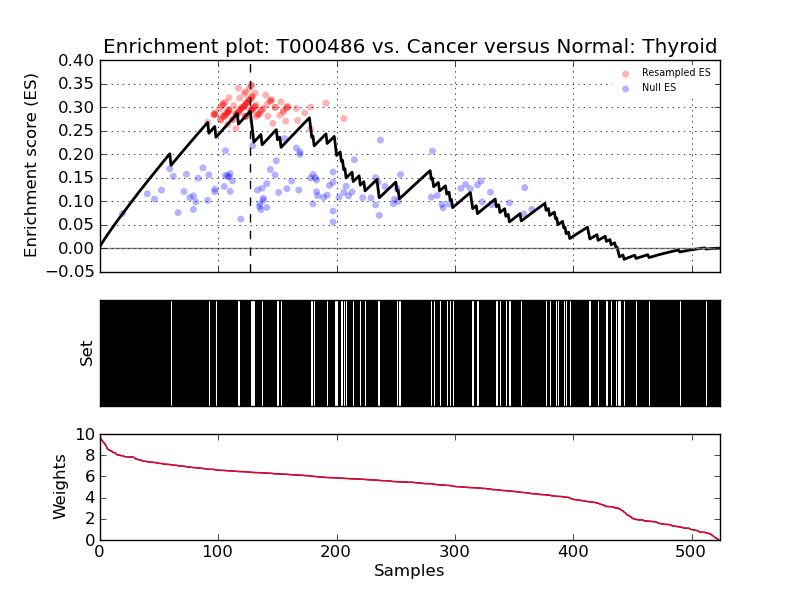 Enrichment plot: T000486 vs. Cancer versus Normal: Thyroid
Enrichment score (ES)
0.40
0.35
0.30
0.25
0.20
0.15
0.10
0.05
0.00
−0.05
Resampled ES
Null ES
Set
Weights
10
8
6
4
2
0
0 100 200 300 400 500
Samples